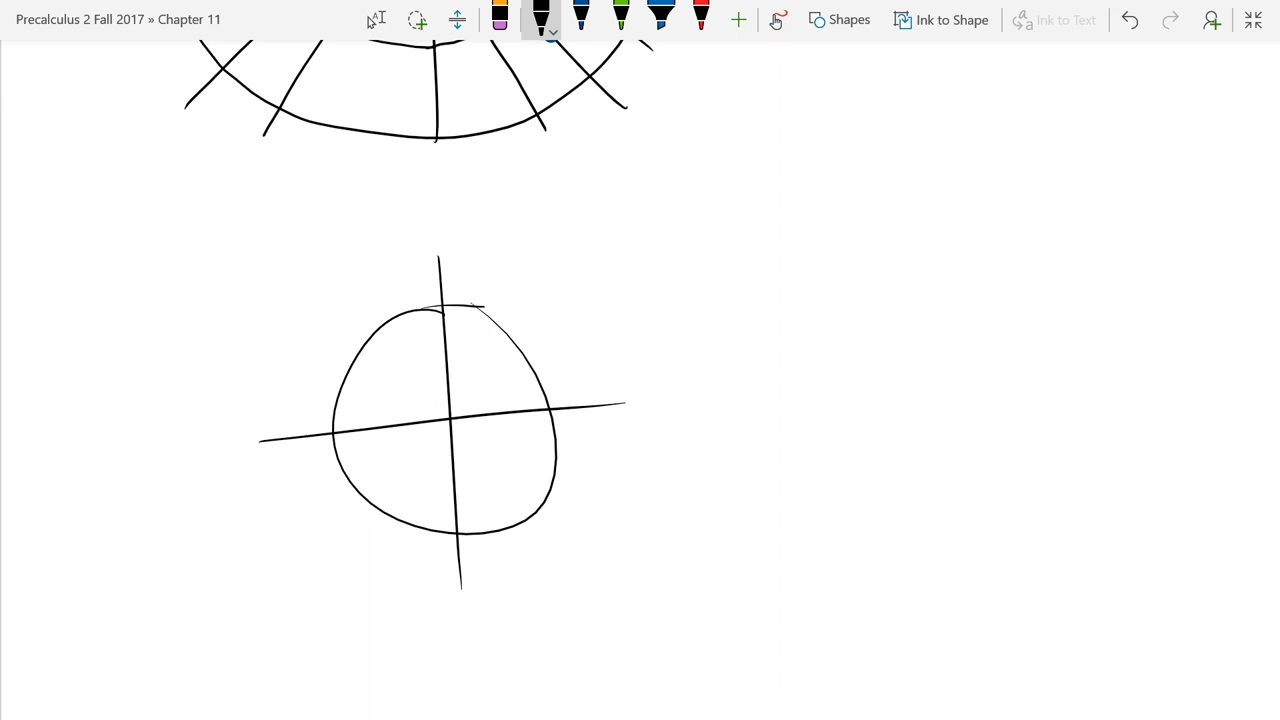 Precalculus 2 Fall 2017 » Chapter 11
Shapes
Ink to Shape
Ink to Text